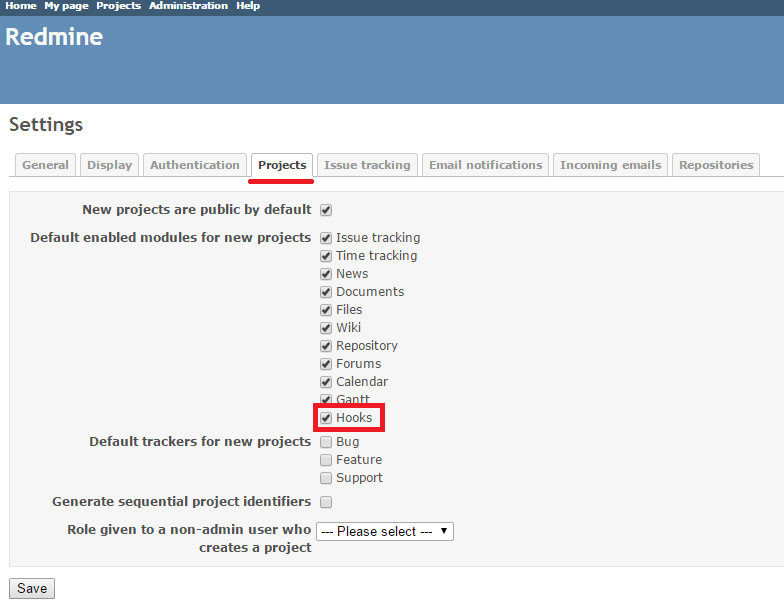 Home My page Projects Administration Help
Redmine
Settings
General Display Authentication Projects Issue tracking Email notifications Incoming emails Repositories
New projects are public by default
Default enabled modules for new projects Issue tracking
Time tracking
News
Documents
Files
Wiki
Repository
Forums
Calendar
Gantt
Hooks
Default trackers for new projects Bug
Feature
Support
Generate sequential project identifiers
Role given to a non-admin user who --- Please select ---
creates a project
Save